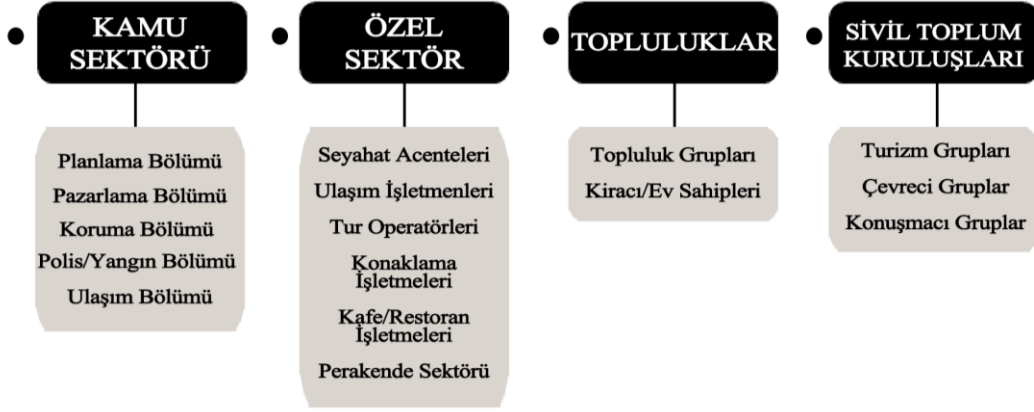 KAMU
SEKTÖRÜ
Planlama Bölümü
Pazarlama Bölümü
Koruma Bölümü
Polis/Yangın Bölümü
Ulaşım Bölümü
ÖZEL
SEKTÖR
Seyahat Acenteleri
Ulaşım İşletmenleri
Tur Operatörleri
Konaklama
İşletmeleri
Kafe/Restoran
İşletmeleri
Perakende Sektörü
TOPLULUKLAR
Topluluk Grupları
Kiracı/Ev Sahipleri
SİVİL TOPLUM
KURULUŞLARI
Turizm Grupları
Çevreci Gruplar
Konuşmacı Gruplar